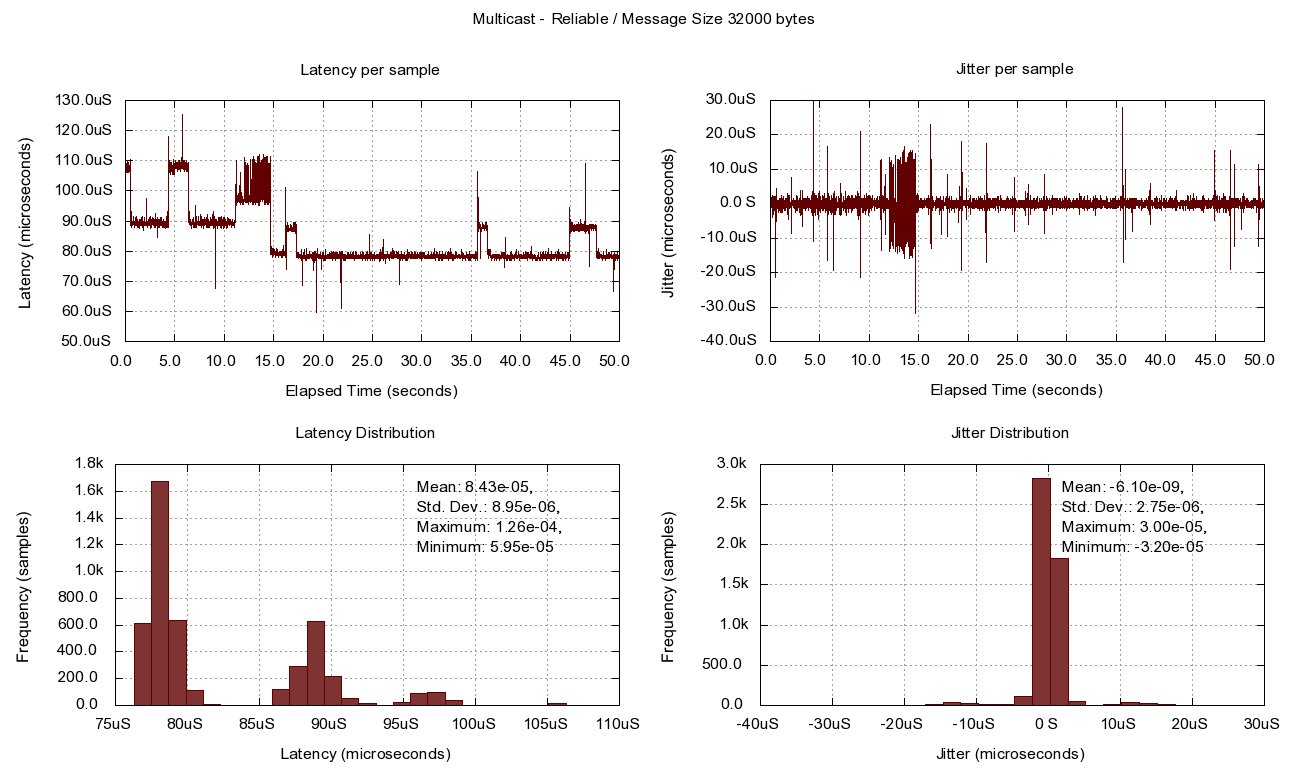 Multicast - Reliable / Message Size 32000 bytes
Latency per sample
130.0uS
120.0uS
110.0uS
100.0uS
90.0uS
80.0uS
70.0uS
60.0uS
50.0uS
Latency (microseconds)
0.0 5.0 10.0 15.0 20.0 25.0 30.0 35.0 40.0 45.0 50.0
Elapsed Time (seconds)
Jitter per sample
30.0uS
20.0uS
10.0uS
0.0 S
-10.0uS
-20.0uS
-30.0uS
-40.0uS
Jitter (microseconds)
0.0 5.0 10.0 15.0 20.0 25.0 30.0 35.0 40.0 45.0 50.0
Elapsed Time (seconds)
Latency Distribution
1.8k
1.6k
1.4k
1.2k
1.0k
800.0
600.0
400.0
200.0
0.0
Frequency (samples)
Mean: 8.43e-05,
Std. Dev.: 8.95e-06,
Maximum: 1.26e-04,
Minimum: 5.95e-05
75uS 80uS 85uS 90uS 95uS 100uS 105uS 110uS
Latency (microseconds)
Jitter Distribution
3.0k
2.5k
2.0k
1.5k
1.0k
500.0
0.0
Frequency (samples)
Mean: -6.10e-09,
Std. Dev.: 2.75e-06,
Maximum: 3.00e-05,
Minimum: -3.20e-05
-40uS -30uS -20uS -10uS 0 S 10uS 20uS 30uS
Jitter (microseconds)